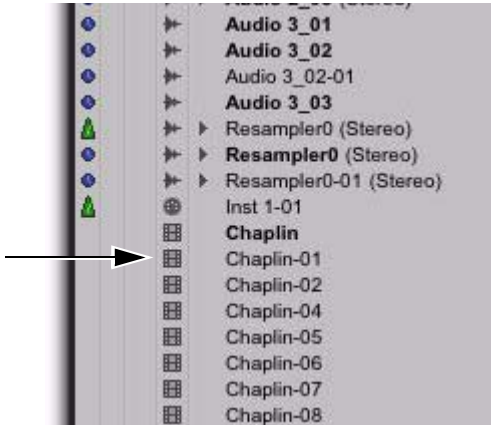 Audio 3_01
Audio 3_02
Audio 3_02-01
Audio 3_03
Resampler0 (Stereo)
Resampler0 (Stereo)
Resampler0-01 (Stereo)
Inst 1-01
Chaplin
Chaplin-01
Chaplin-02
Chaplin-04
Chaplin-05
Chaplin-06
Chaplin-07
Chaplin-08